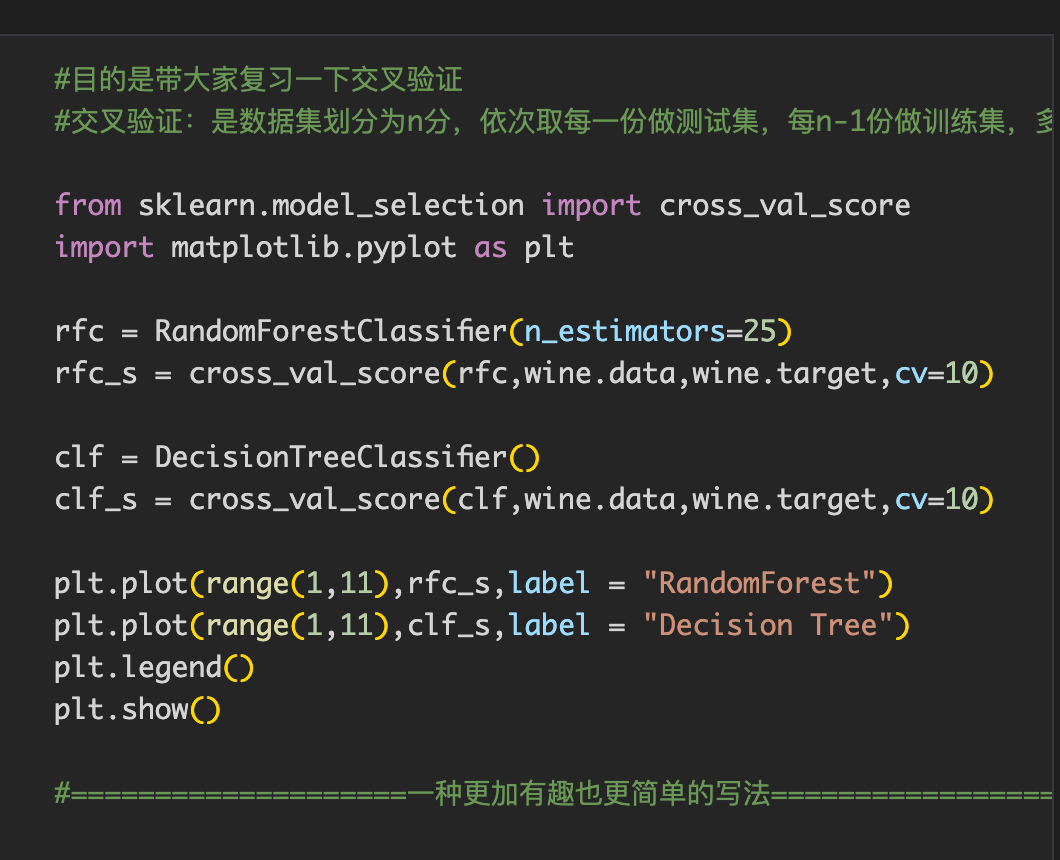 #目的是带大家复习一下交叉验证
#交叉验证：是数据集划分为n分，依次取每一份做测试集，每n-1份做训练集，多
from sklearn.model_selection import cross_val_score
import matplotlib.pyplot as plt
rfc = RandomForestClassifier(n_estimators=25)
rfc_s = cross_val_score(rfc,wine.data,wine.target,cv=10)
clf = DecisionTreeClassifier()
clf_s = cross_val_score(clf,wine.data,wine.target,cv=10)
plt.plot(range(1,11),rfc_s,label = "RandomForest")
plt.plot(range(1,11),clf_s,label = "Decision Tree")
plt.legend()
plt.show()
#====================一种更加有趣也更简单的写法=================